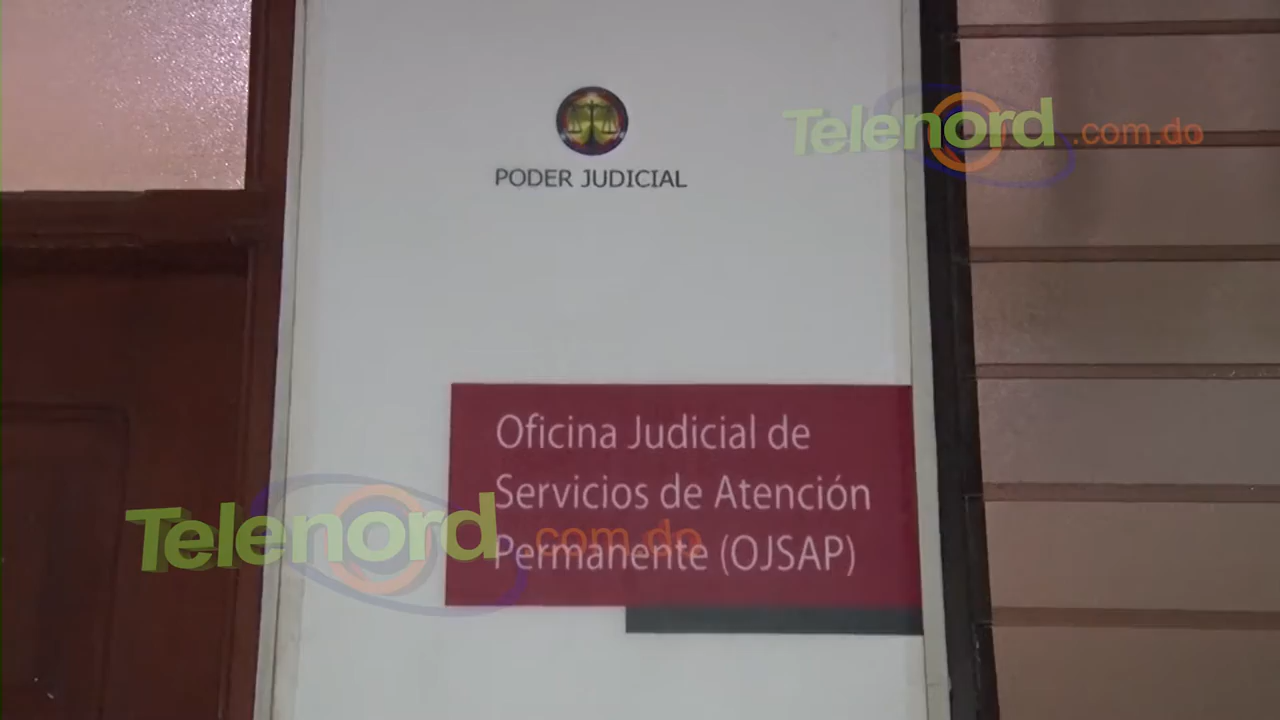 Telenord.com.do
PODER JUDICIAL
Oficina Judicial de
Servicios de Atención
Permanente (OJSAP)
Telenord.com.do